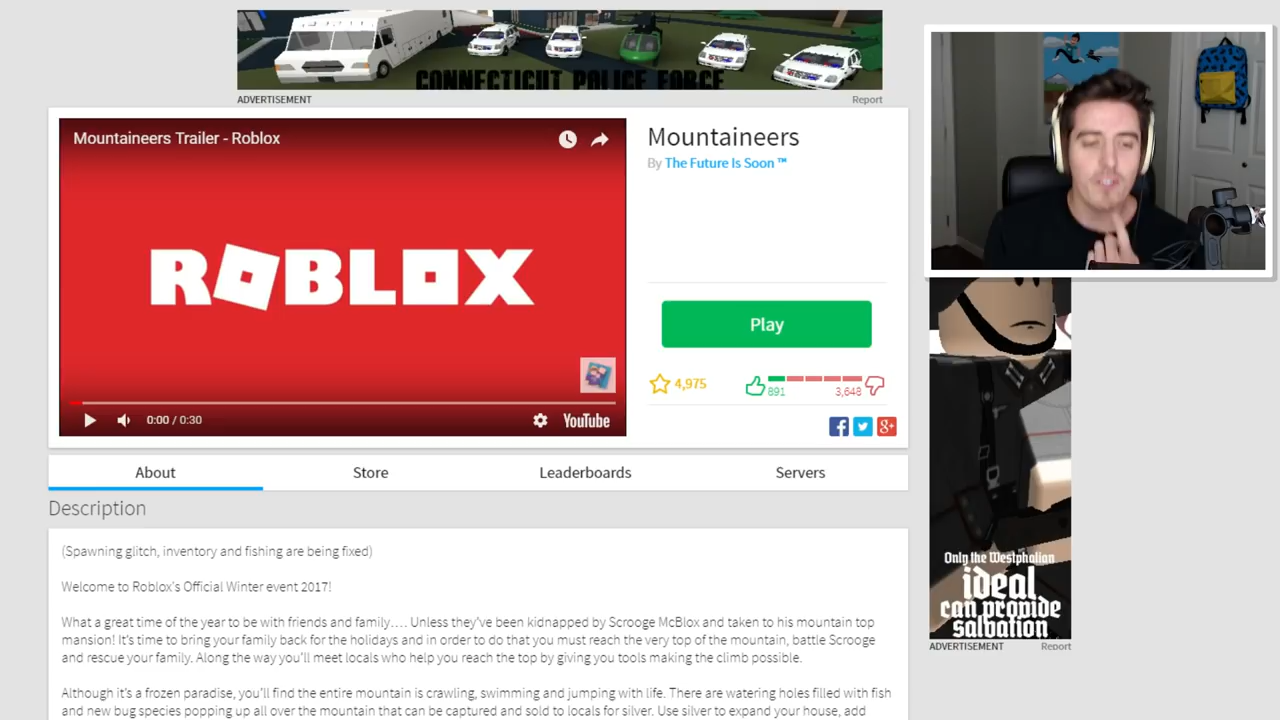 CONNECTICUT POLICE FORCE
ADVERTISEMENT
Report
Mountaineers Trailer - Roblox
ROBLOX
0:00 / 0:30
YouTube
Mountaineers
By The Future Is Soon ™
Play
4,975
891
3,648
About
Store
Leaderboards
Servers
Description
(Spawning glitch, inventory and fishing are being fixed)
Welcome to Roblox's Official Winter event 2017!
What a great time of the year to be with friends and family…. Unless they've been kidnapped by Scrooge McBlox and taken to his mountain top
mansion! It's time to bring your family back for the holidays and in order to do that you must reach the very top of the mountain, battle Scrooge
and rescue your family. Along the way you'll meet locals who help you reach the top by giving you tools making the climb possible.
Although it's a frozen paradise, you'll find the entire mountain is crawling, swimming and jumping with life. There are watering holes filled with fish
and new bug species popping up all over the mountain that can be captured and sold to locals for silver. Use silver to expand your house, add
Only the Westphalian
ideal
can provide
salvation
ADVERTISEMENT
Report